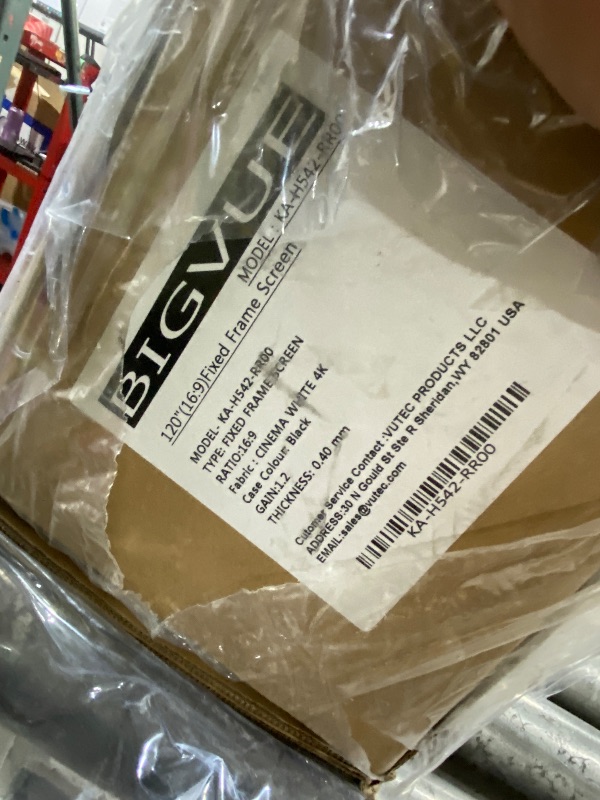 BIGVUE
MODEL : KA-H542-RR00
120"(16:9)Fixed Frame Screen
MODEL- KA-H542-RR00
TYPE: FIXED FRAME SCREEN
RATIO:16:9
Fabric : CINEMA WHITE 4K
Case Colour: Black
GAIN:1.2
THICKNESS: 0.40 mm
Cutomer Service Contact :VUTEC PRODUCTS LLC
ADDRESS:30 N Gould St Ste R Sheridan,WY 82801 USA
EMAIL:sales@vutec.com
KA-H542-RR00